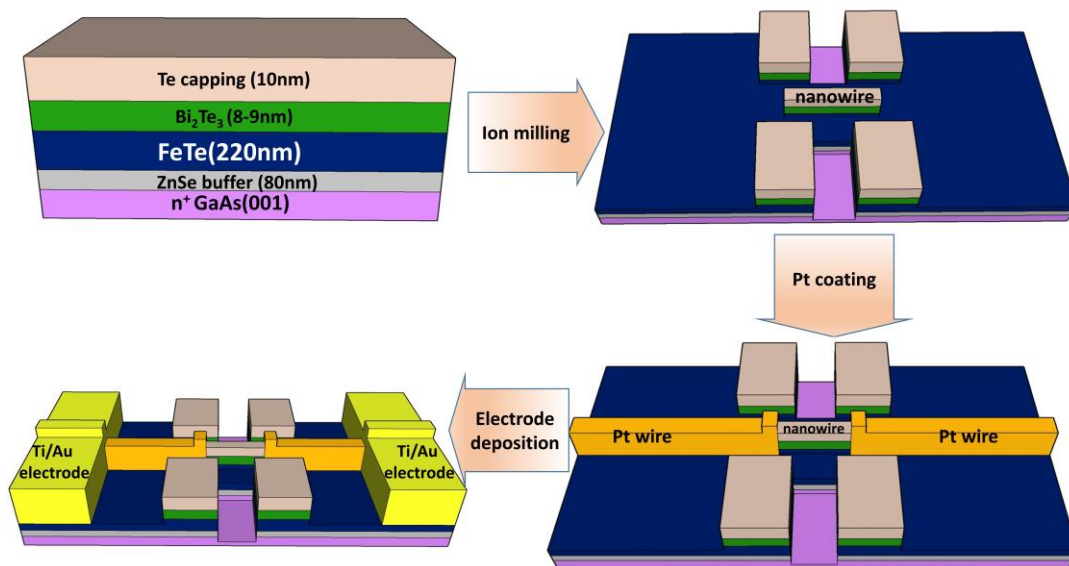 Te capping (10nm)
Bi₂Te₃ (8-9nm)
FeTe(220nm)
ZnSe buffer (80nm)
n⁺ GaAs(001)
Ion milling
nanowire
Pt coating
Pt wire
nanowire
Pt wire
Electrode
deposition
Ti/Au
electrode
Ti/Au
electrode